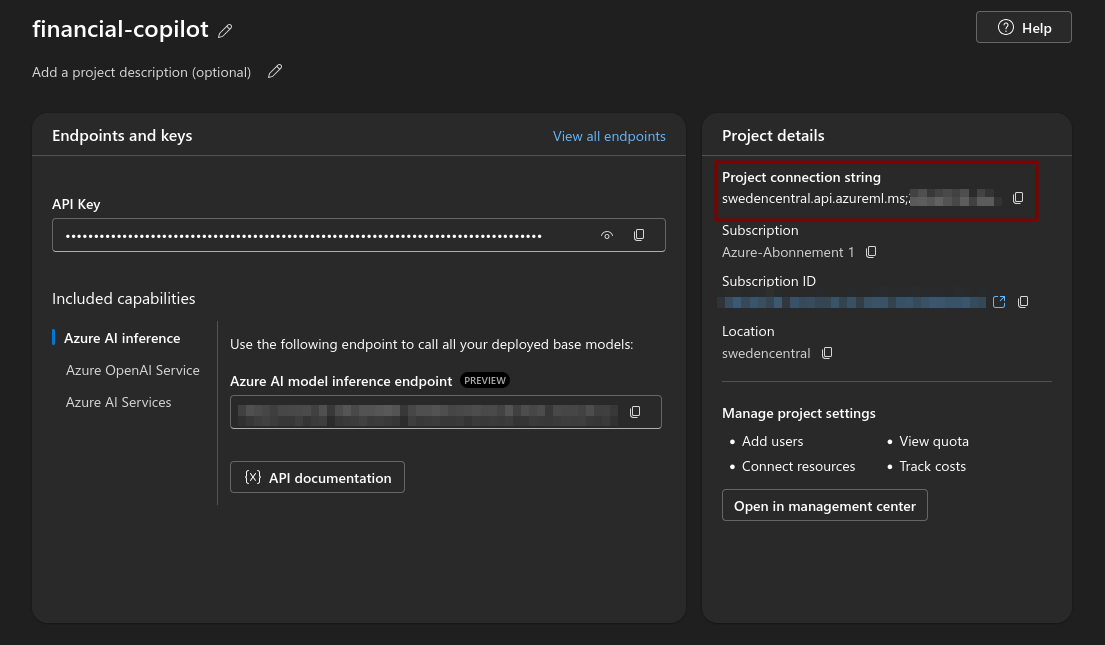 financial-copilot
Help
Add a project description (optional)
Endpoints and keys
View all endpoints
API Key
Included capabilities
Azure AI inference
Azure OpenAI Service
Azure AI Services
Use the following endpoint to call all your deployed base models:
Azure AI model inference endpoint PREVIEW
{x} API documentation
Project details
Project connection string
swedencentral.api.azureml.ms;
Subscription
Azure-Abonnement 1
Subscription ID
Location
swedencentral
Manage project settings
• Add users
• View quota
• Connect resources
• Track costs
Open in management center